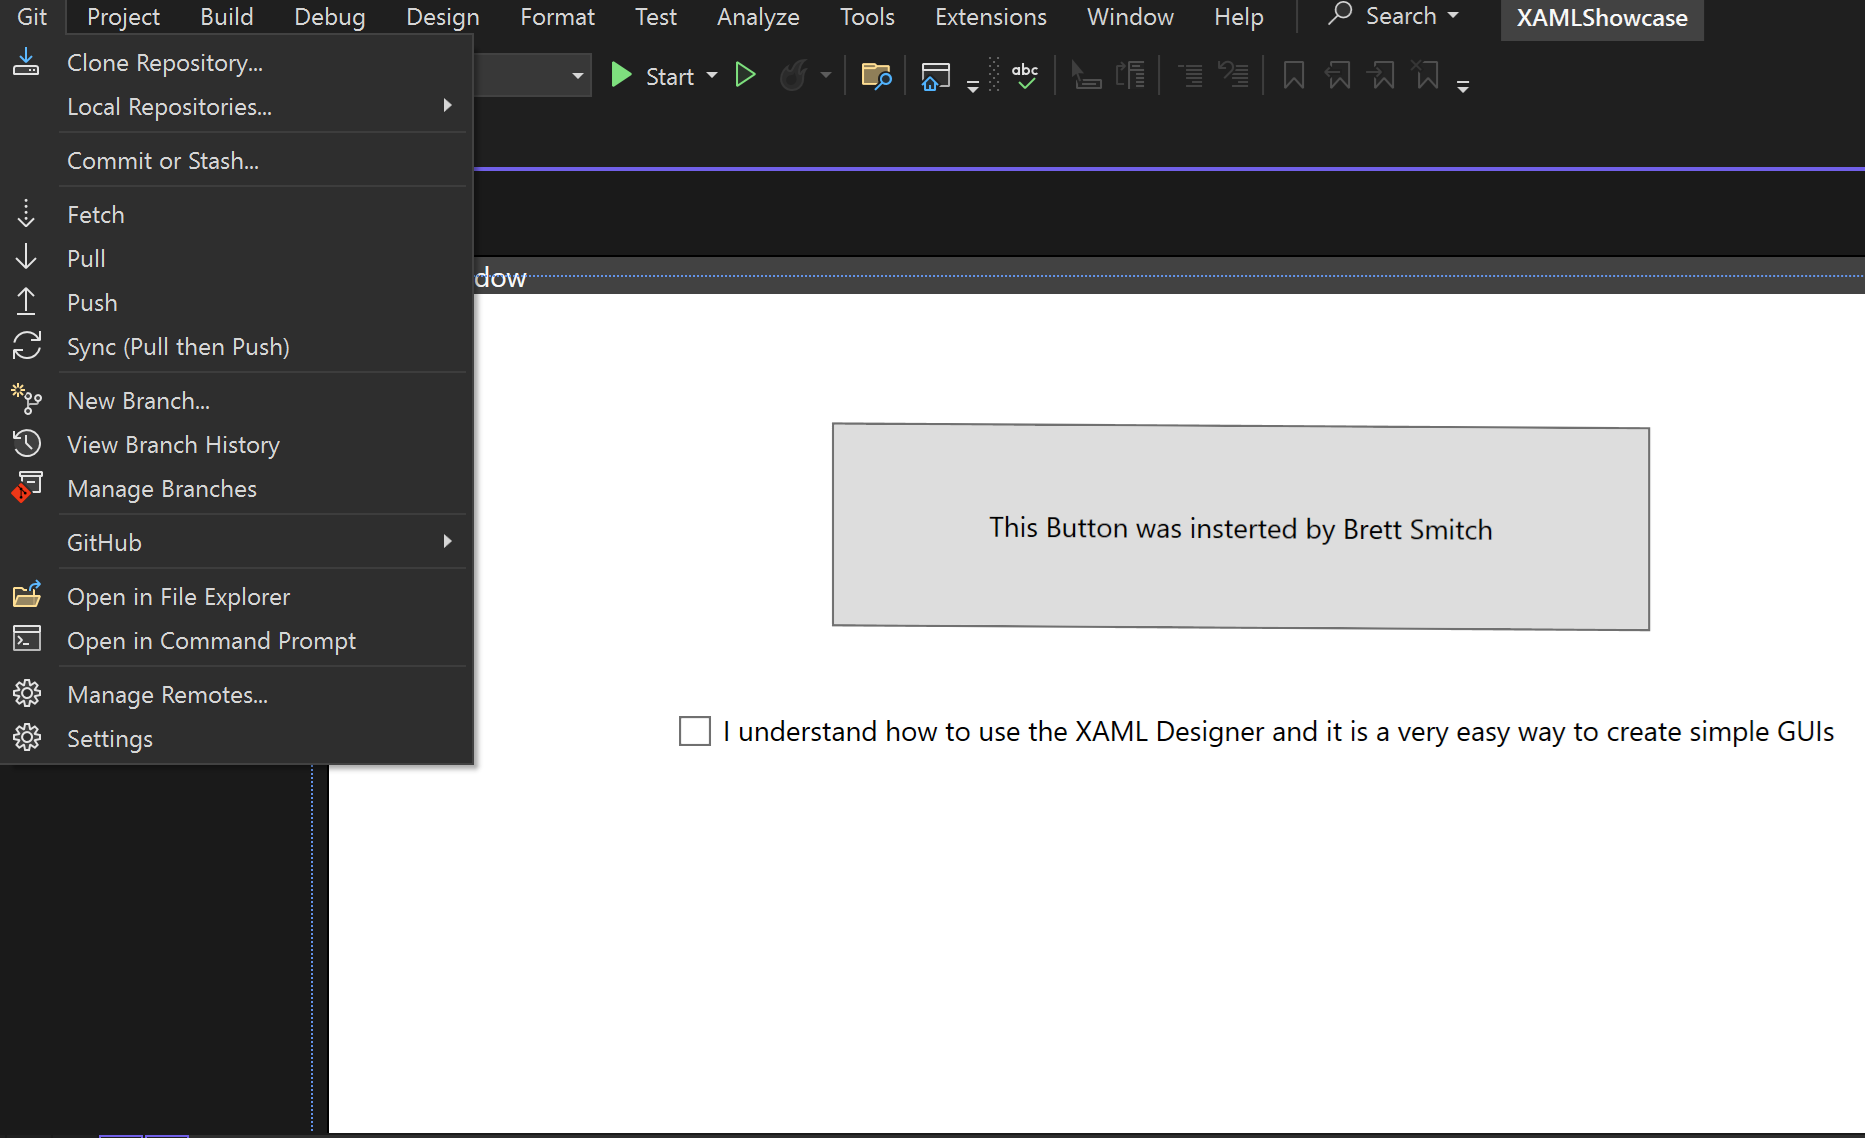 Git Project Build Debug Design Format Test Analyze Tools Extensions Window Help Search XAMLShowcase
Clone Repository...
Local Repositories...
Commit or Stash...
Fetch
Pull
Push
Sync (Pull then Push)
New Branch...
View Branch History
Manage Branches
GitHub
Open in File Explorer
Open in Command Prompt
Manage Remotes...
Settings
Start abc
dow
This Button was insterted by Brett Smitch
I understand how to use the XAML Designer and it is a very easy way to create simple GUIs